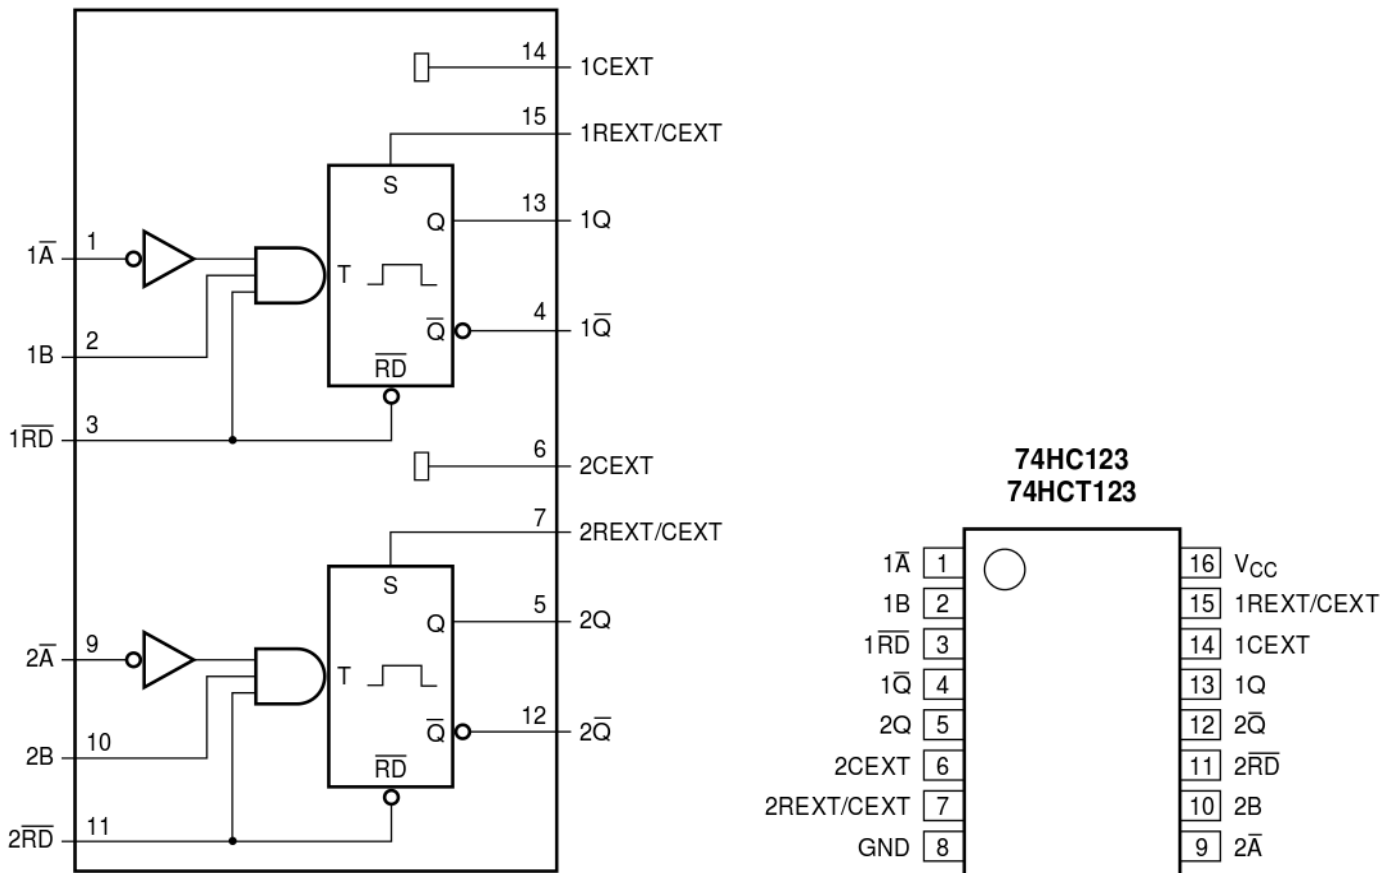 14 1CEXT
15 1REXT/CEXT
S
Q 13 1Q
1A̅ 1
T
Q̅ 4 1Q̅
1B 2
R̅D̅
1R̅D̅ 3
6 2CEXT
7 2REXT/CEXT
S
Q 5 2Q
2A̅ 9
T
Q̅ 12 2Q̅
2B 10
R̅D̅
2R̅D̅ 11
74HC123
74HCT123
1A̅ 1 16 VCC
1B 2 15 1REXT/CEXT
1R̅D̅ 3 14 1CEXT
1Q̅ 4 13 1Q
2Q 5 12 2Q̅
2CEXT 6 11 2R̅D̅
2REXT/CEXT 7 10 2B
GND 8 9 2A̅